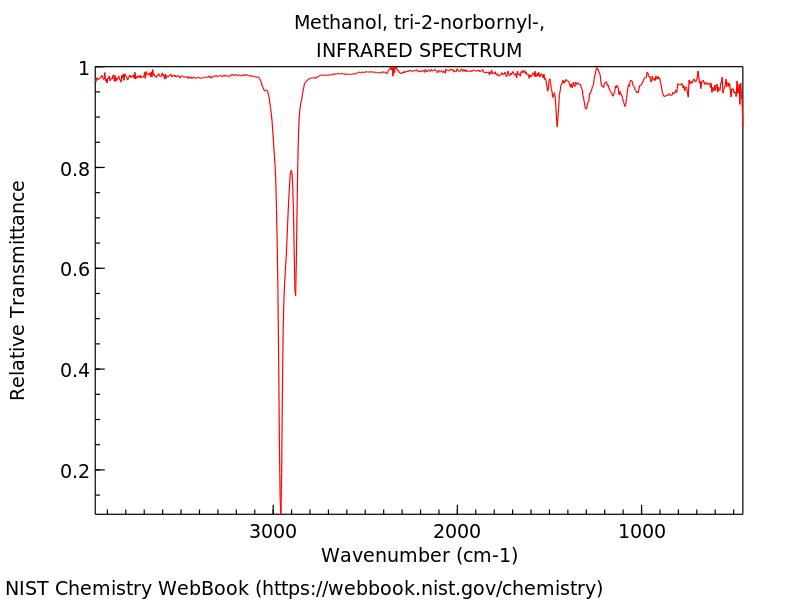 Methanol, tri-2-norbornyl-,
INFRARED SPECTRUM
1
0.8
0.6
0.4
0.2
Relative Transmittance
3000 2000 1000
Wavenumber (cm-1)
NIST Chemistry WebBook (https://webbook.nist.gov/chemistry)